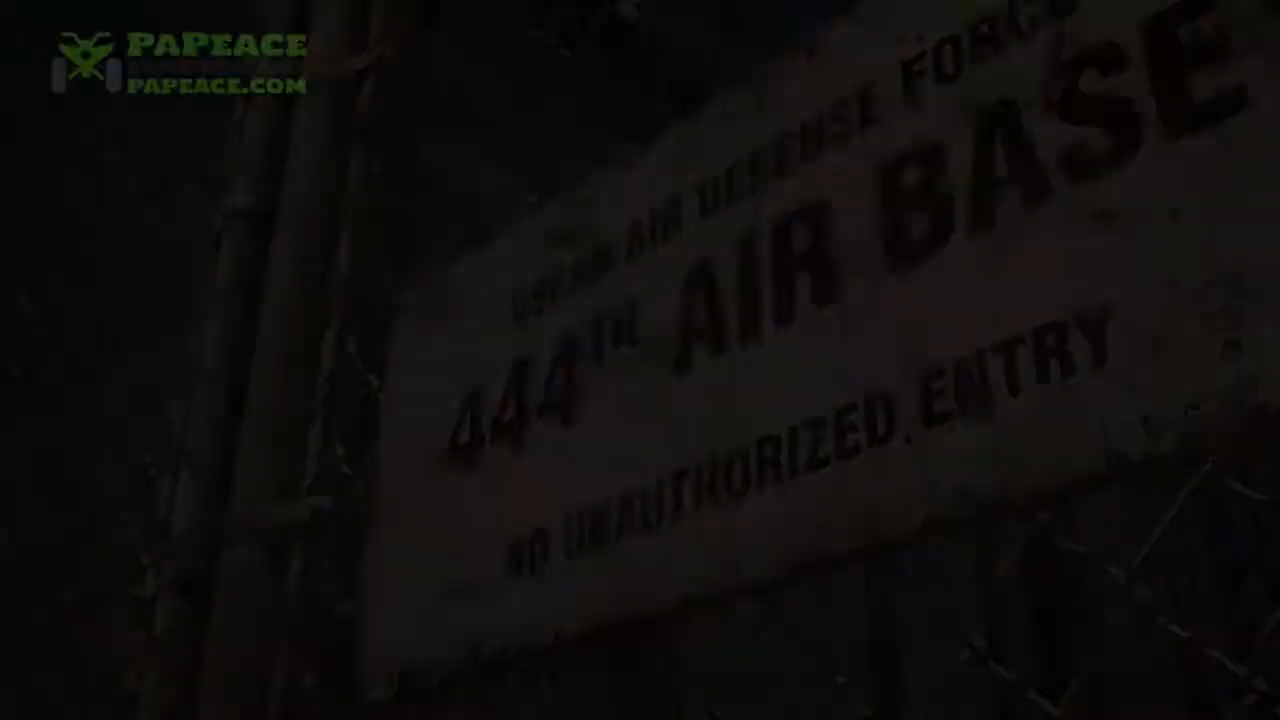 PAPEACE
PAPEACE.COM
AIR DEFENSE FORCE
444TH AIR BASE
NO UNAUTHORIZED ENTRY